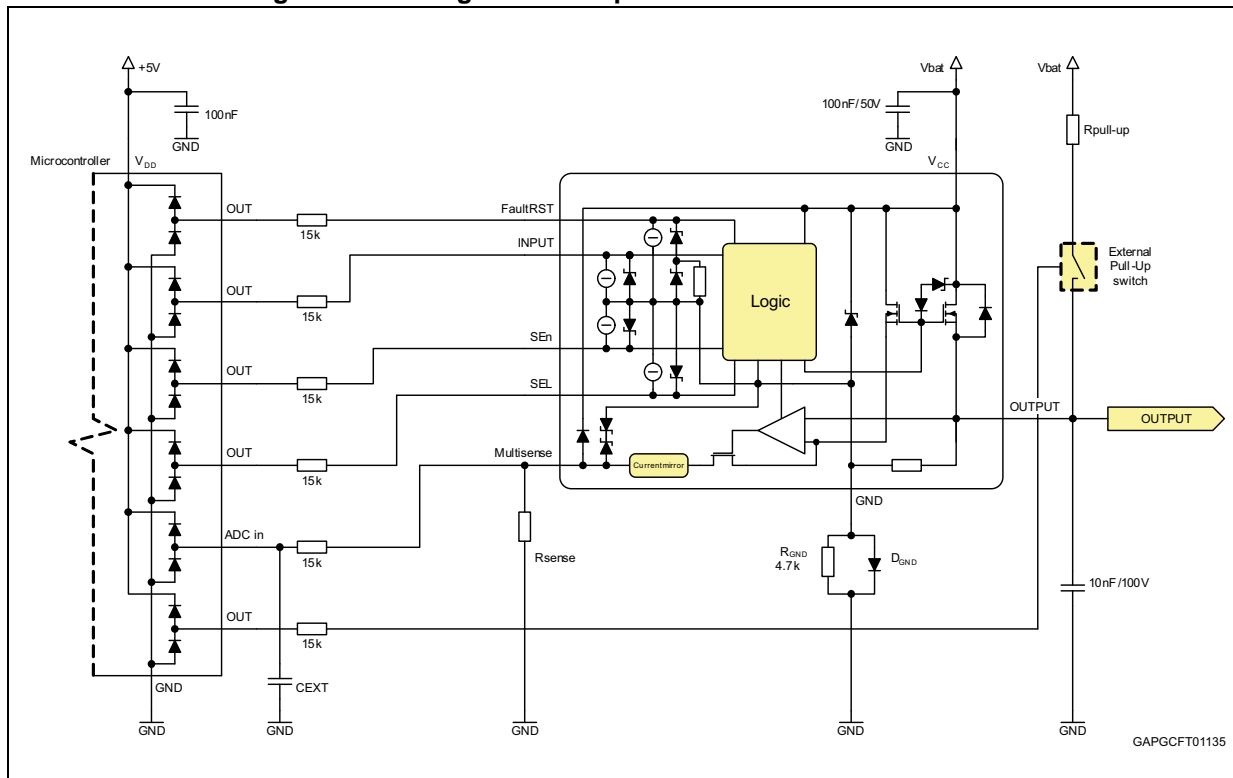 +5V
100nF
GND
Microcontroller
VDD
OUT
15k
OUT
15k
OUT
15k
OUT
15k
ADC in
15k
OUT
15k
GND
GND
CEXT
GND
FaultRST
INPUT
SEn
SEL
Multisense
Rsense
GND
Vbat
100nF/50V
GND
VCC
Logic
Currentmirror
OUTPUT
GND
RGND
4.7k
DGND
GND
Vbat
Rpull-up
External
Pull-Up
switch
OUTPUT
10nF/100V
GND
GAPGCFT01135